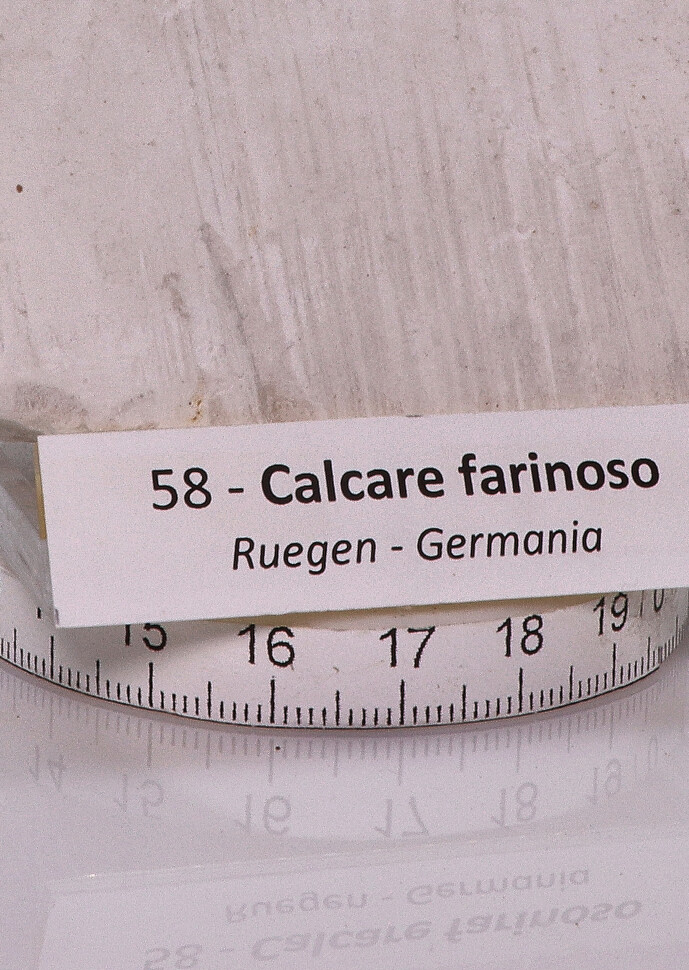 58 - Calcare farinoso
Ruegen - Germania
15 16 17 18 19